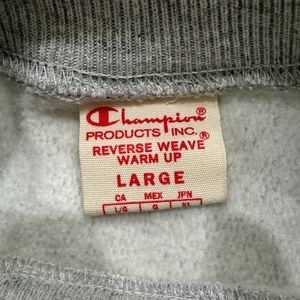 Champion®
PRODUCTS INC.®
REVERSE WEAVE
WARM UP
LARGE
CA MEX JPN
L/G G XL